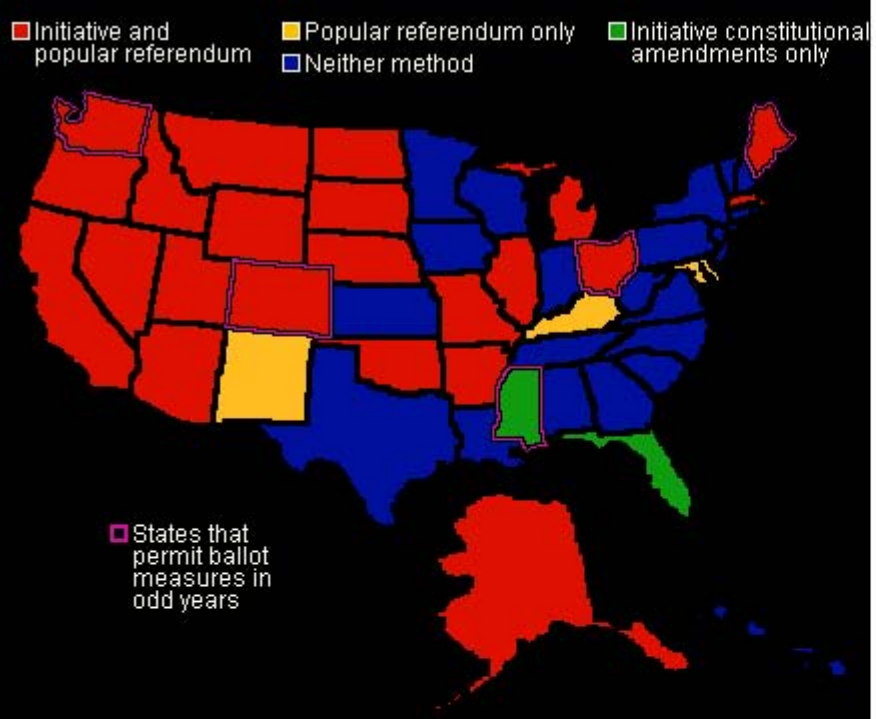 Initiative and
popular referendum
Popular referendum only
Neither method
Initiative constitutional
amendments only
States that
permit ballot
measures in
odd years